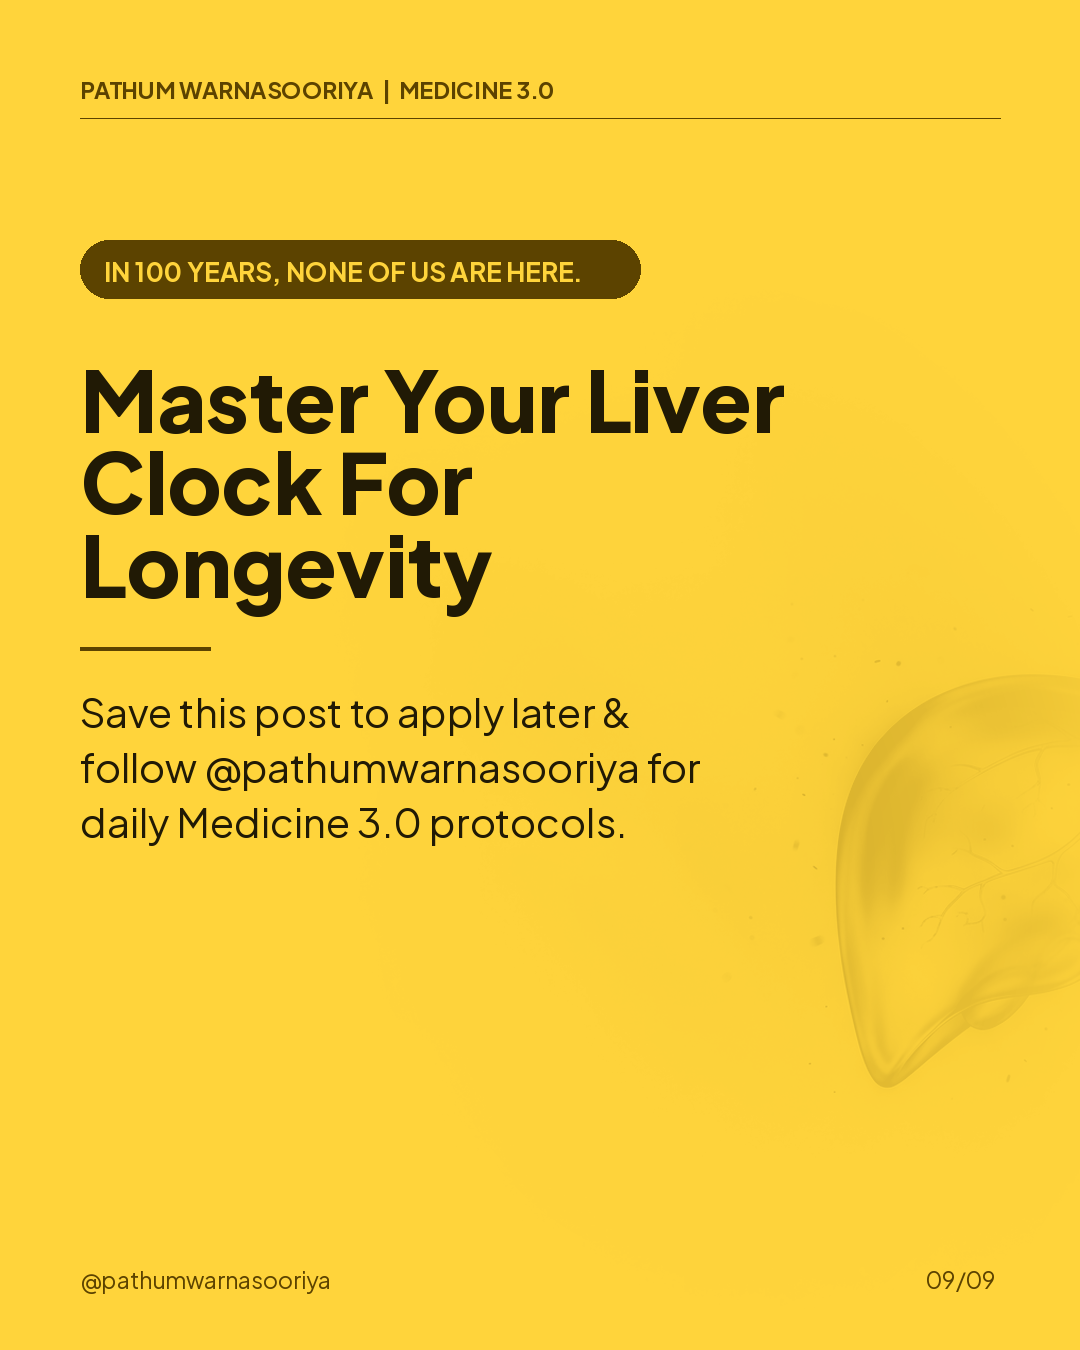 PATHUM WARNASOORIYA | MEDICINE 3.0
IN 100 YEARS, NONE OF US ARE HERE.
Master Your Liver
Clock For
Longevity
Save this post to apply later &
follow @pathumwarnasooriya for
daily Medicine 3.0 protocols.
@pathumwarnasooriya
09/09